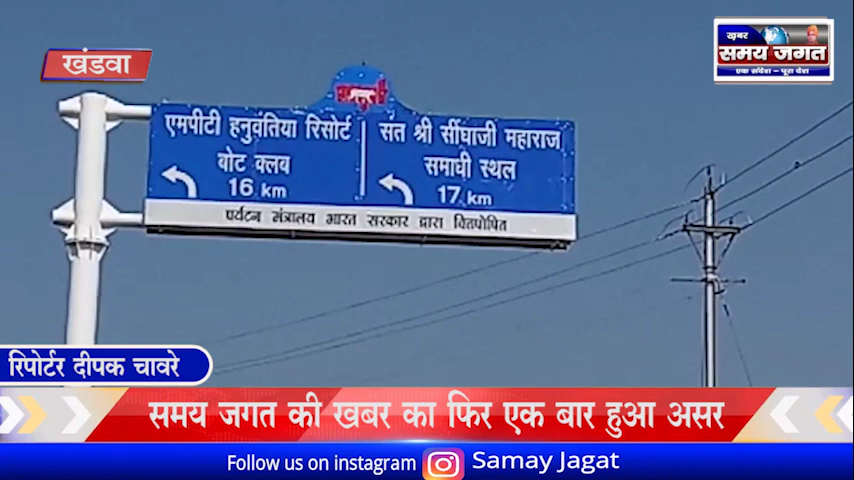 खंडवा
खबर
समय जगत
एक संदेश – पूरा देश
एमपीटी हनुवंतिया रिसोर्ट
बोट क्लब
16 km
संत श्री सींघाजी महाराज
समाधी स्थल
17 km
पर्यटन मंत्रालय भारत सरकार द्वारा वित्तपोषित
रिपोर्टर दीपक चावरे
समय जगत की खबर का फिर एक बार हुआ असर
Follow us on instagram Samay Jagat